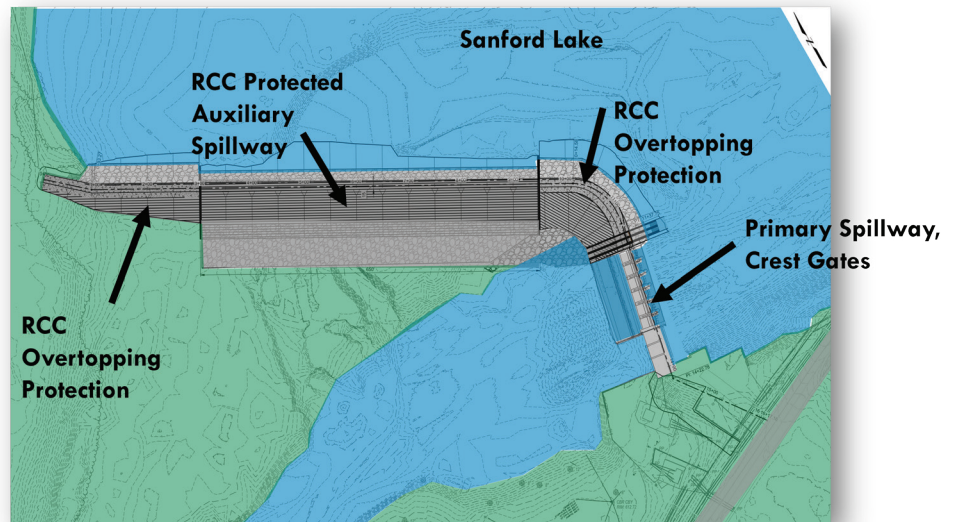 Sanford Lake
RCC Protected
Auxiliary
Spillway
RCC
Overtopping
Protection
Primary Spillway,
Crest Gates
RCC
Overtopping
Protection
N